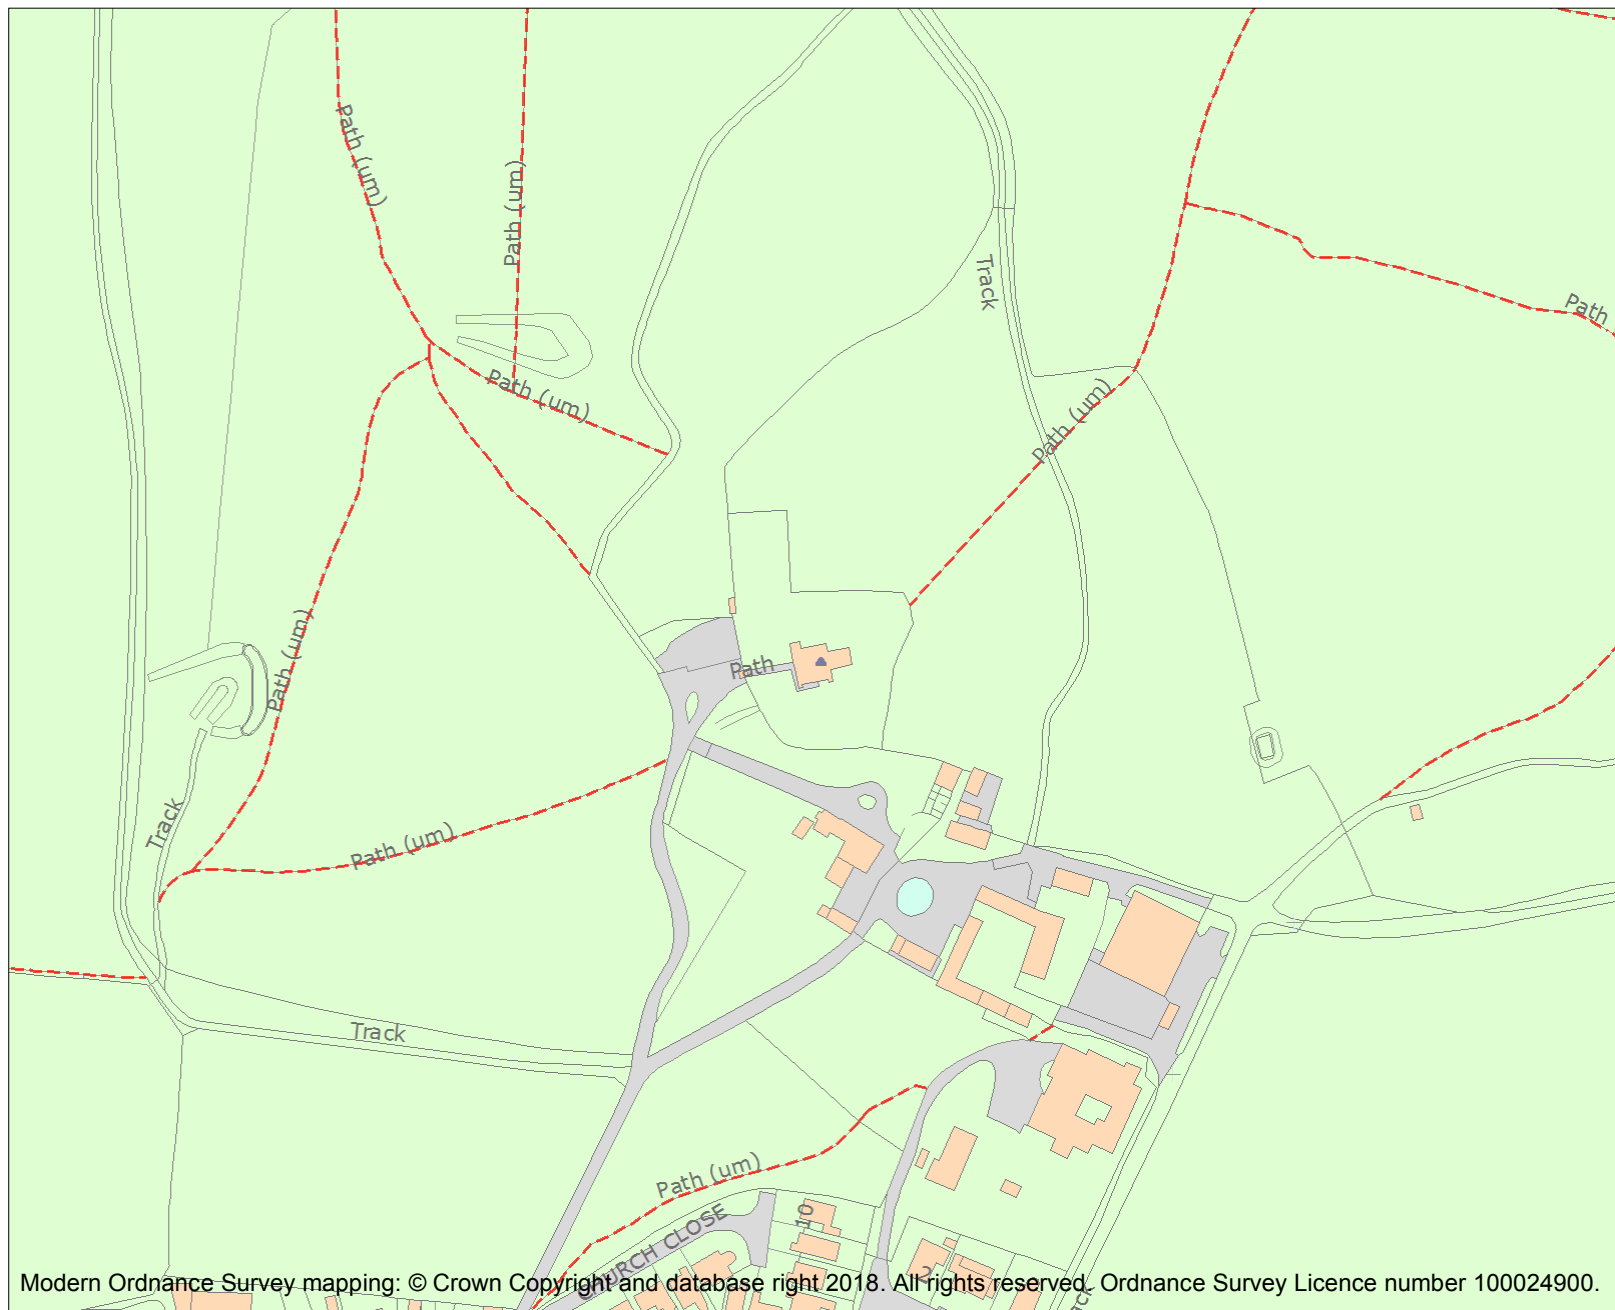 Path (um)
Path (um)
Track
Path
Path (um)
Path (um)
Path (um)
Path
Track
Path (um)
Track
Path (um)
10
CHURCH CLOSE
2
Modern Ordnance Survey mapping: © Crown Copyright and database right 2018. All rights reserved. Ordnance Survey Licence number 100024900.